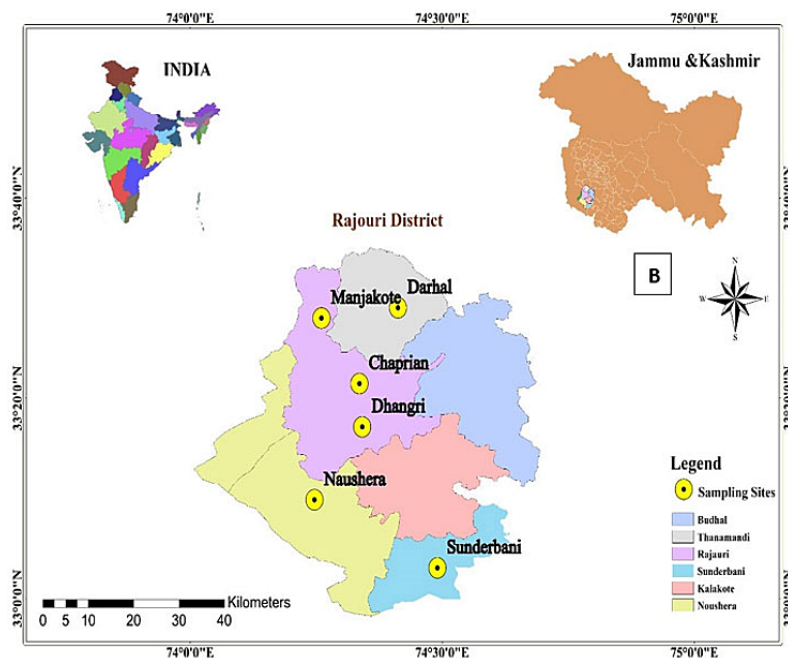 74°0'0"E
74°30'0"E
75°0'0"E
INDIA
Jammu &Kashmir
33°40'0"N
33°40'0"N
Rajouri District
B
N
W
E
S
Manjakote
Darhal
Chaprian
Dhangri
33°20'0"N
33°20'0"N
Naushera
Sunderbani
Legend
Sampling Sites
Budhal
Thanamandi
Rajauri
Sunderbani
Kalakote
Noushera
33°0'0"N
33°0'0"N
Kilometers
0 5 10 20 30 40
74°0'0"E
74°30'0"E
75°0'0"E